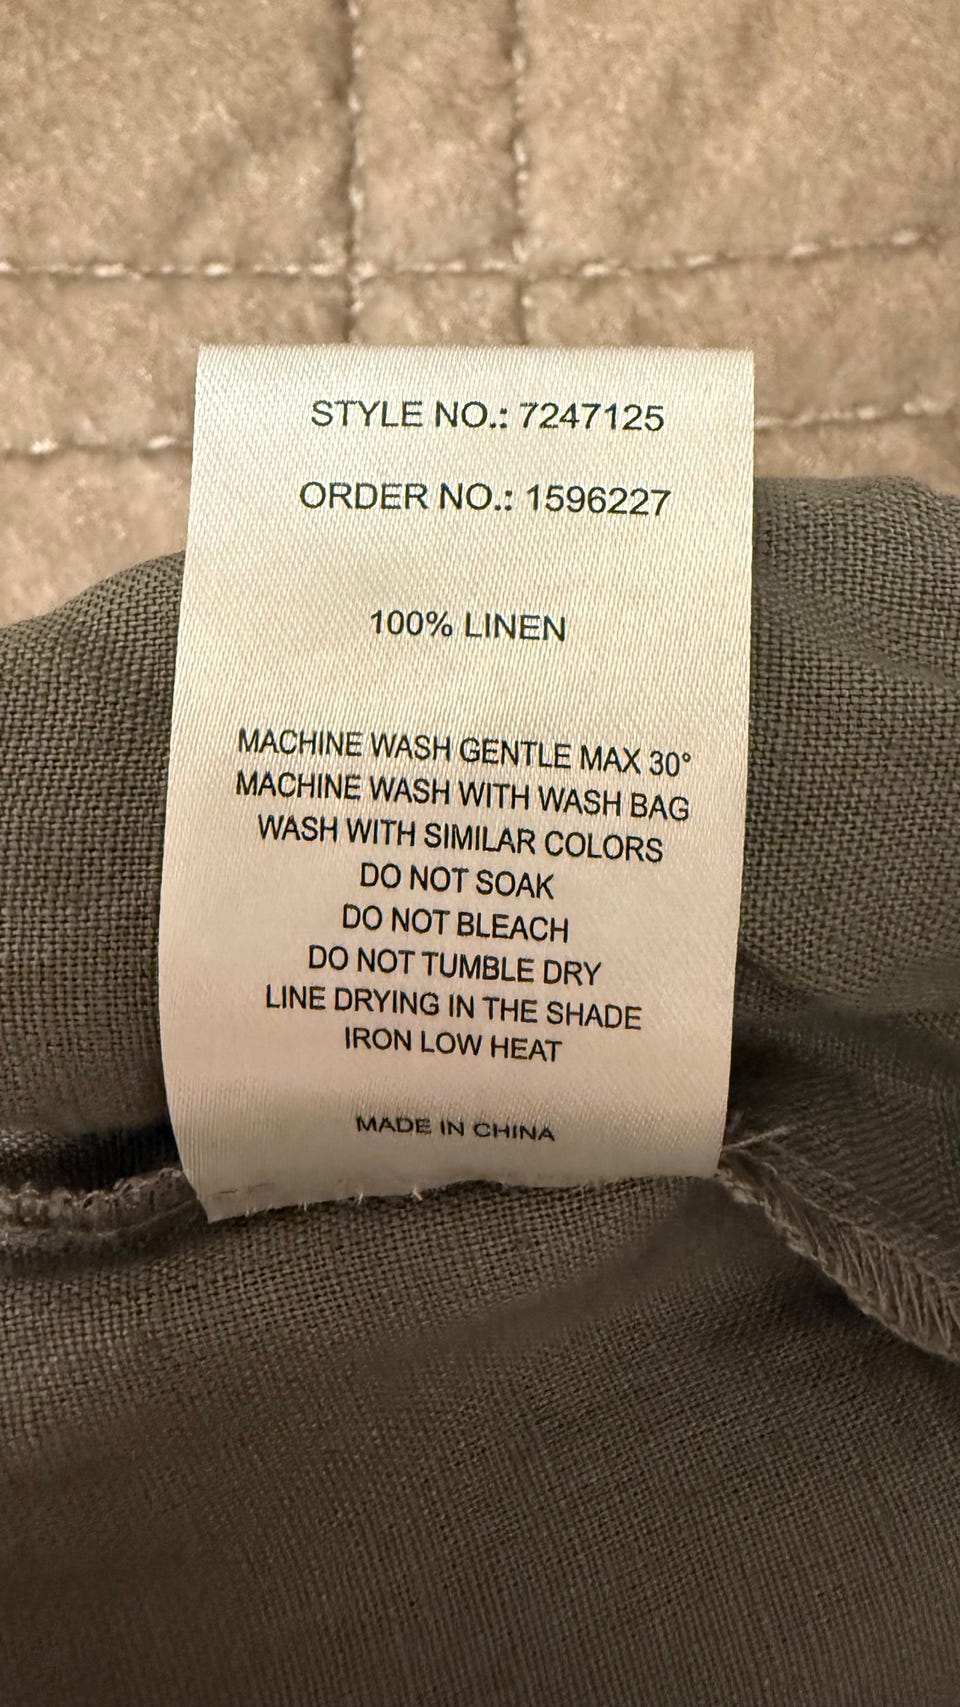 STYLE NO.: 7247125
ORDER NO.: 1596227
100% LINEN
MACHINE WASH GENTLE MAX 30°
MACHINE WASH WITH WASH BAG
WASH WITH SIMILAR COLORS
DO NOT SOAK
DO NOT BLEACH
DO NOT TUMBLE DRY
LINE DRYING IN THE SHADE
IRON LOW HEAT
MADE IN CHINA